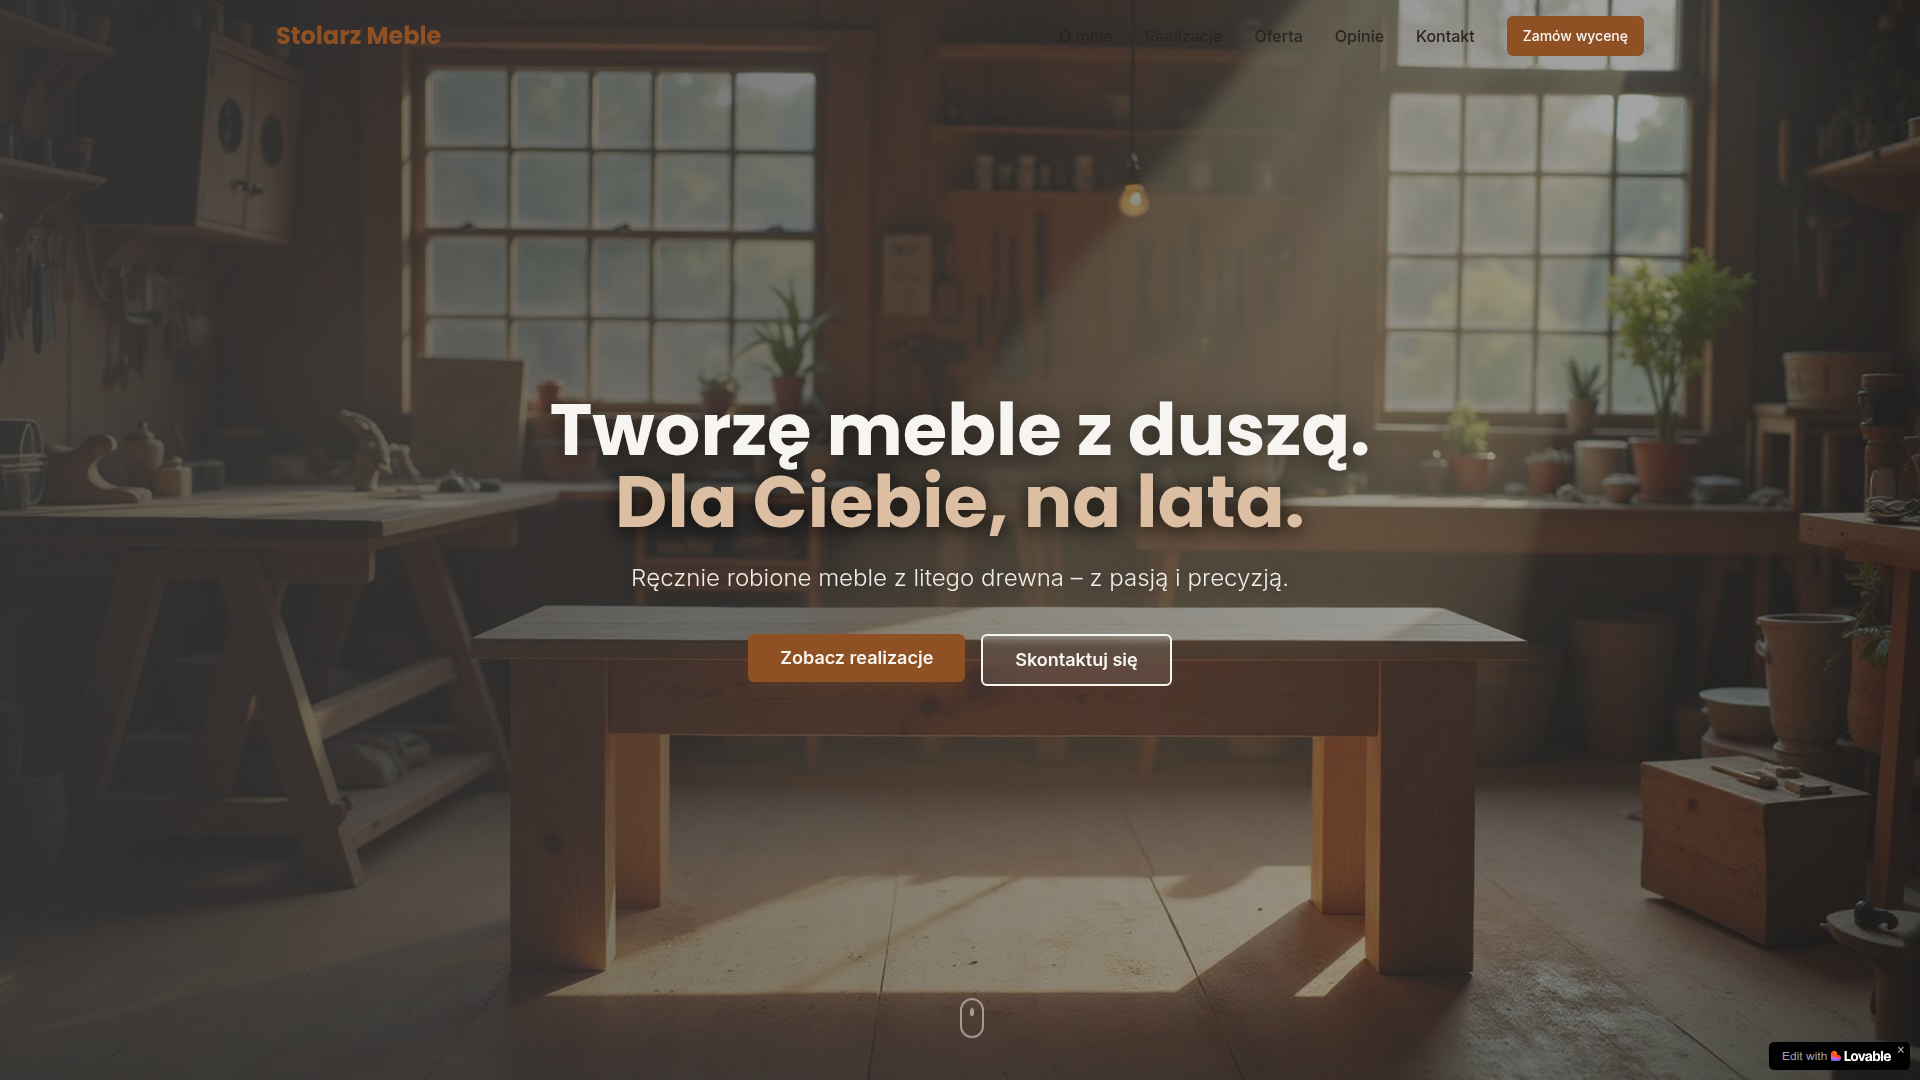 Stolarz Meble
O mnie
Realizacje
Oferta
Opinie
Kontakt
Zamów wycenę
Tworzę meble z duszą.
Dla Ciebie, na lata.
Ręcznie robione meble z litego drewna – z pasją i precyzją.
Zobacz realizacje
Skontaktuj się
Edit with Lovable